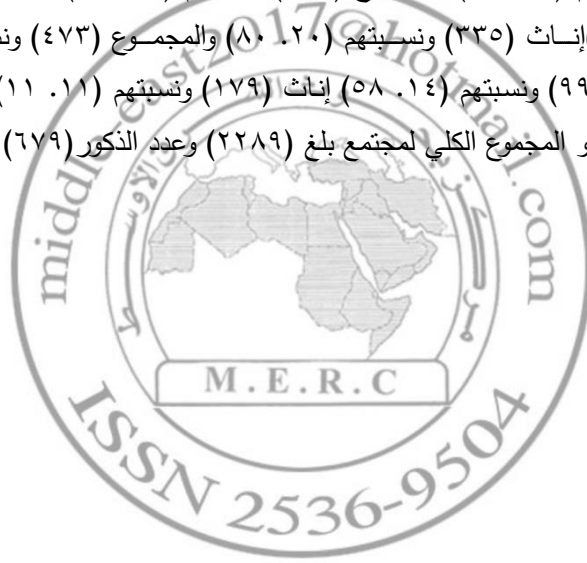 إناث (٣٣٥) ونسبتهم (٢٠. ٨٠) والمجموع (٤٧٣)
٩٩) ونسبتهم (١٤. ٥٨) إناث (١٧٩) ونسبتهم (١١. ١١)
و المجموع الكلي لمجتمع بلغ (٢٢٨٩) وعدد الذكور (٦٧٩)
middle-east2017@hotmail.com
M.E.R.C
ISSN 2536-9504